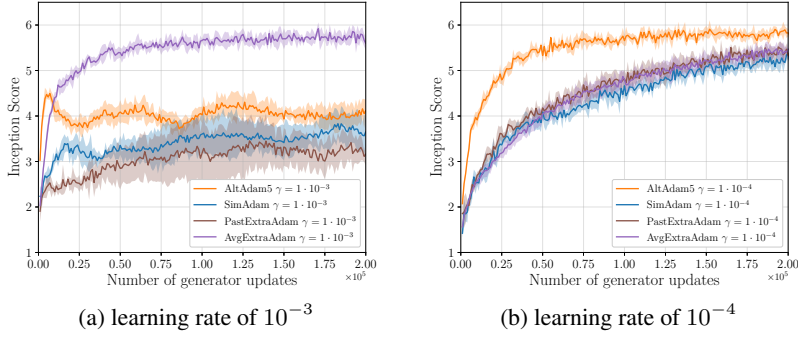 6
5
4
3
2
1
Inception Score
AltAdam5 γ = 1 · 10⁻³
SimAdam γ = 1 · 10⁻³
PastExtraAdam γ = 1 · 10⁻³
AvgExtraAdam γ = 1 · 10⁻³
0.00 0.25 0.50 0.75 1.00 1.25 1.50 1.75 2.00
×10⁵
Number of generator updates
(a) learning rate of 10⁻³
6
5
4
3
2
1
Inception Score
AltAdam5 γ = 1 · 10⁻⁴
SimAdam γ = 1 · 10⁻⁴
PastExtraAdam γ = 1 · 10⁻⁴
AvgExtraAdam γ = 1 · 10⁻⁴
0.00 0.25 0.50 0.75 1.00 1.25 1.50 1.75 2.00
×10⁵
Number of generator updates
(b) learning rate of 10⁻⁴